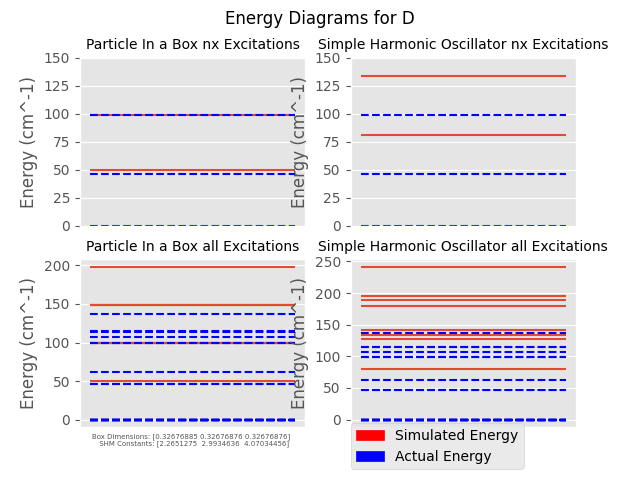 Energy Diagrams for D
Particle In a Box nx Excitations
Simple Harmonic Oscillator nx Excitations
Energy (cm^-1)
150
125
100
75
50
25
0
Energy (cm^-1)
150
125
100
75
50
25
0
Particle In a Box all Excitations
Simple Harmonic Oscillator all Excitations
Energy (cm^-1)
200
150
100
50
0
Energy (cm^-1)
250
200
150
100
50
0
Box Dimensions: [0.32676885 0.32676876 0.32676876]
SHM Constants: [2.2651275 2.9934636 4.07034456]
Simulated Energy
Actual Energy